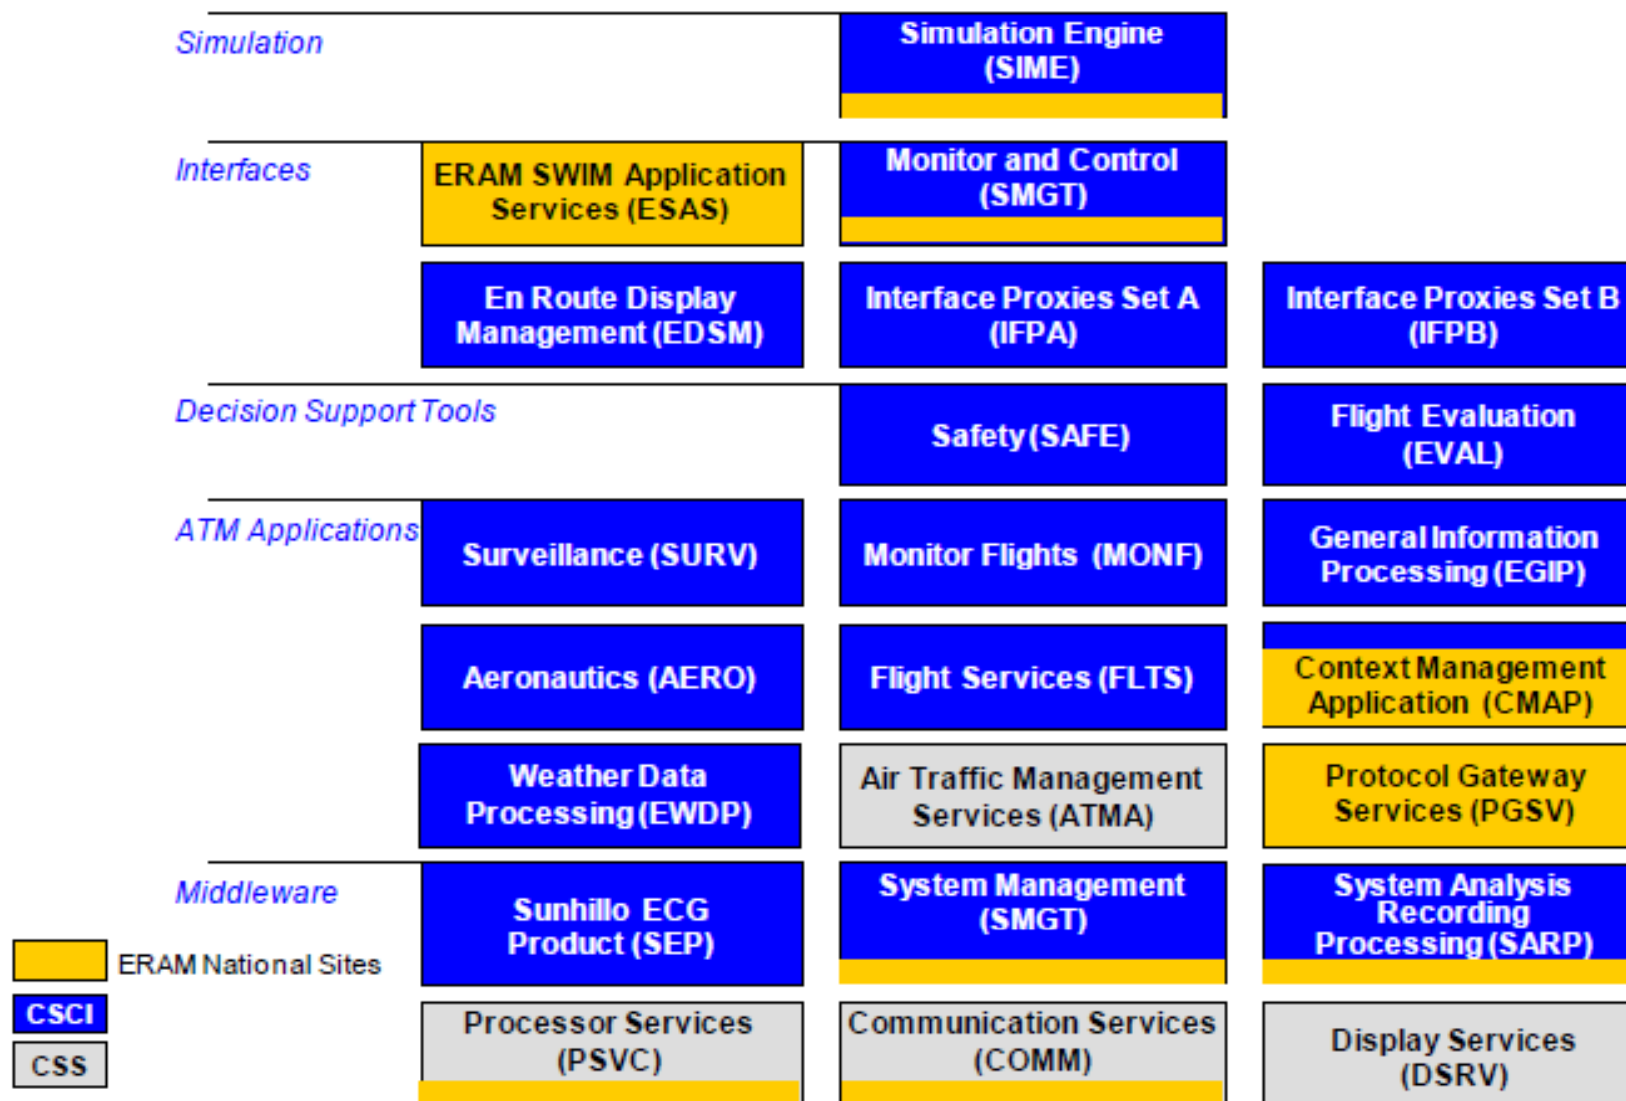 Simulation
Simulation Engine
(SIME)
Interfaces
ERAM SWIM Application
Services (ESAS)
Monitor and Control
(SMGT)
En Route Display
Management (EDSM)
Interface Proxies Set A
(IFPA)
Interface Proxies Set B
(IFPB)
Decision Support Tools
Safety (SAFE)
Flight Evaluation
(EVAL)
ATM Applications
Surveillance (SURV)
Monitor Flights (MONF)
General Information
Processing (EGIP)
Aeronautics (AERO)
Flight Services (FLTS)
Context Management
Application (CMAP)
Weather Data
Processing (EWDP)
Air Traffic Management
Services (ATMA)
Protocol Gateway
Services (PGSV)
Middleware
Sunhillo ECG
Product (SEP)
System Management
(SMGT)
System Analysis
Recording
Processing (SARP)
ERAM National Sites
CSCI
CSS
Processor Services
(PSVC)
Communication Services
(COMM)
Display Services
(DSRV)